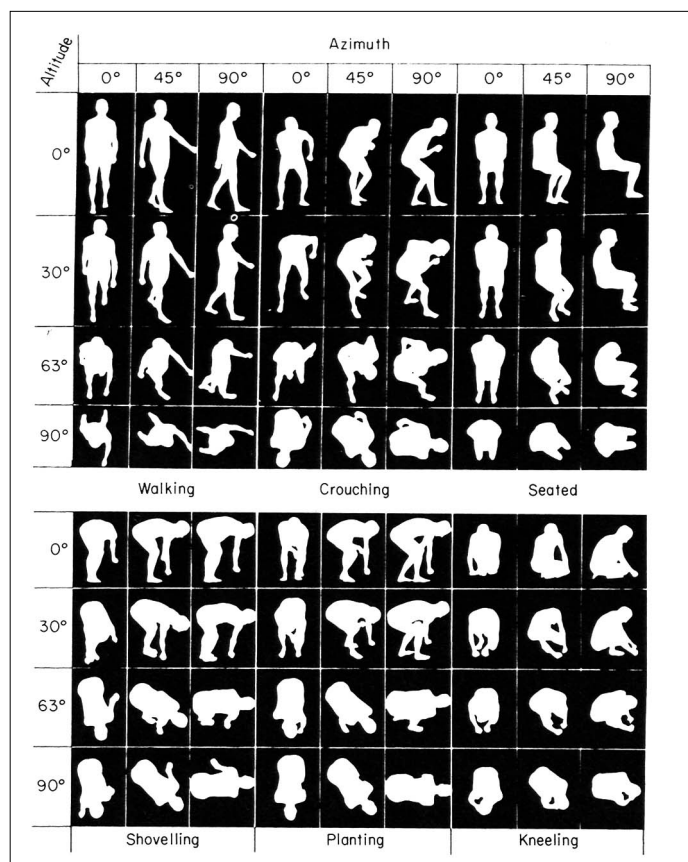 Azimuth
Altitude
0° 45° 90° 0° 45° 90° 0° 45° 90°
0°
30°
63°
90°
Walking Crouching Seated
0°
30°
63°
90°
Shovelling Planting Kneeling